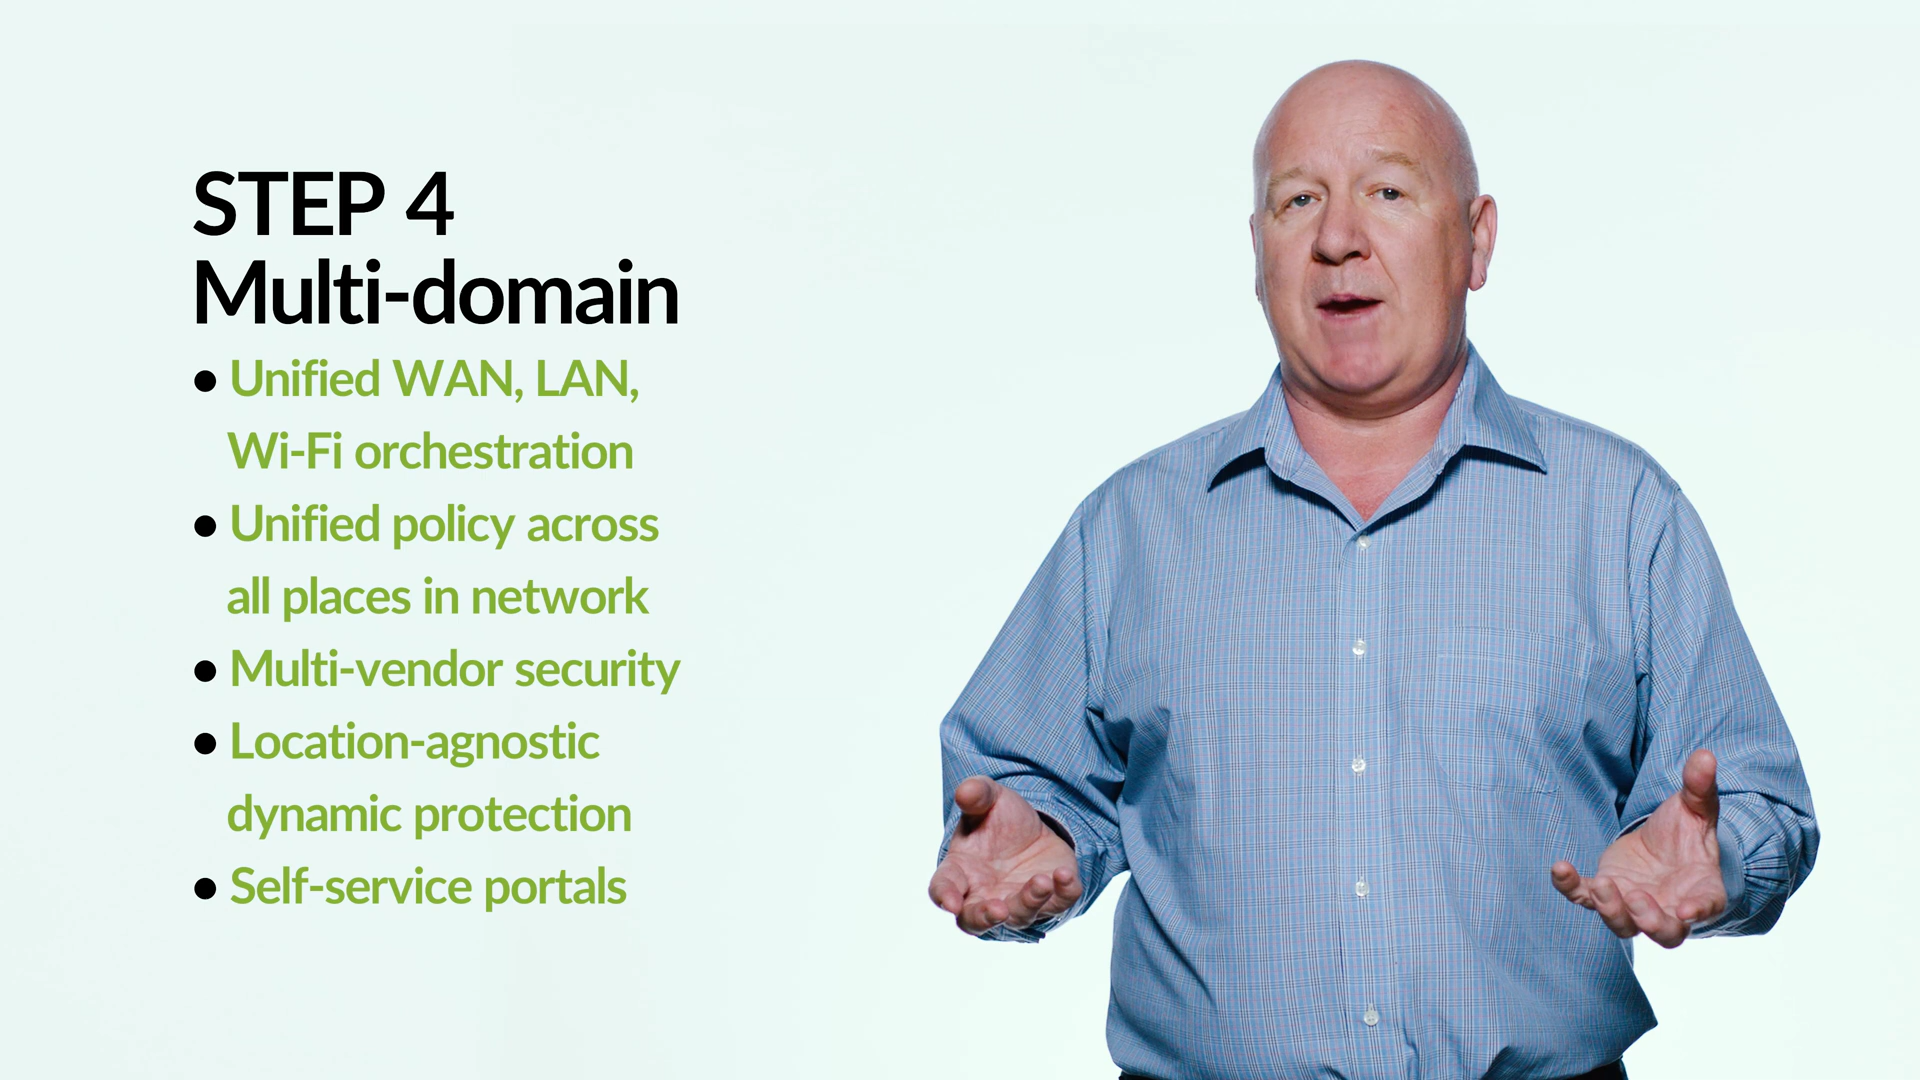 STEP 4
Multi-domain
• Unified WAN, LAN,
Wi-Fi orchestration
• Unified policy across
all places in network
• Multi-vendor security
• Location-agnostic
dynamic protection
• Self-service portals